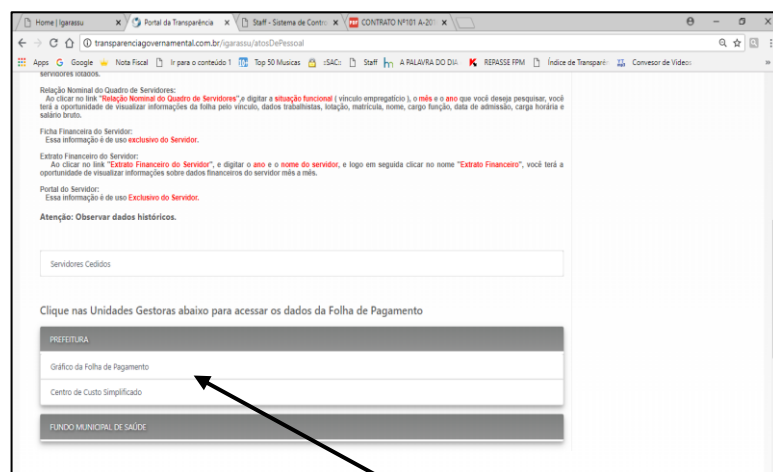 Home | Igarassu
Portal da Transparência
Staff - Sistema de Contro
CONTRATO Nº101 A-201
transparenciagovernamental.com.br/igarassu/atosDePessoal
Apps Google Nota Fiscal Ir para o conteúdo 1 Top 50 Musicas ::SAC:: Staff A PALAVRA DO DIA REPASSE FPM Índice de Transparê Convesor de Videos
servidores lotados.
Relação Nominal do Quadro de Servidores:
Ao clicar no link "Relação Nominal do Quadro de Servidores",e digitar a situação funcional ( vínculo empregatício ), o mês e o ano que você deseja pesquisar, você
terá a oportunidade de visualizar informações da folha pelo vínculo, dados trabalhistas, lotação, matrícula, nome, cargo função, data de admissão, carga horária e
salário bruto.
Ficha Financeira do Servidor:
Essa informação é de uso exclusivo do Servidor.
Extrato Financeiro do Servidor:
Ao clicar no link "Extrato Financeiro do Servidor", e digitar o ano e o nome do servidor, e logo em seguida clicar no nome "Extrato Financeiro", você terá a
oportunidade de visualizar informações sobre dados financeiros do servidor mês a mês.
Portal do Servidor:
Essa informação é de uso Exclusivo do Servidor.
Atenção: Observar dados históricos.
Servidores Cedidos
Clique nas Unidades Gestoras abaixo para acessar os dados da Folha de Pagamento
PREFEITURA
Gráfico da Folha de Pagamento
Centro de Custo Simplificado
FUNDO MUNICIPAL DE SAÚDE